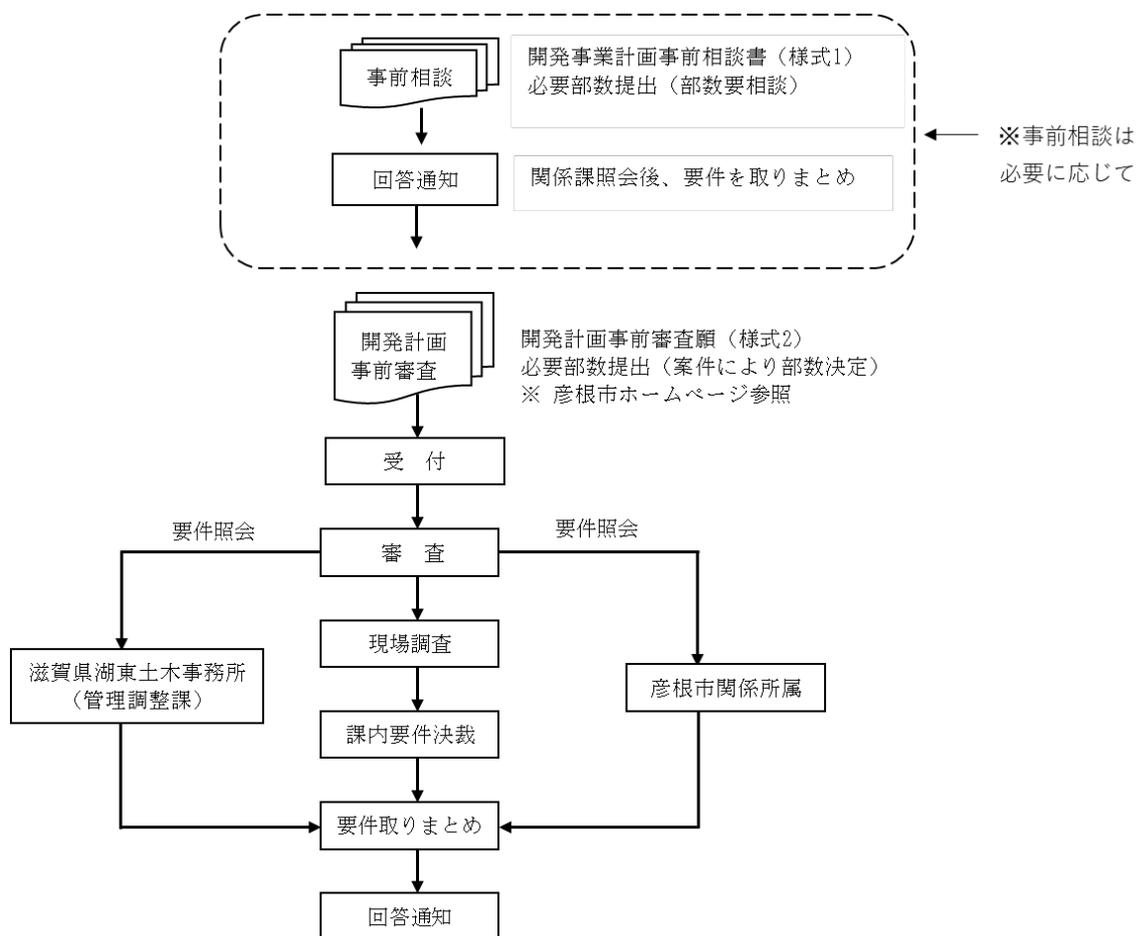 事前相談
開発事業計画事前相談書（様式1）
必要部数提出（部数要相談）
※事前相談は
必要に応じて
回答通知
関係課照会後、要件を取りまとめ
開発計画
事前審査
開発計画事前審査願（様式2）
必要部数提出（案件により部数決定）
※ 彦根市ホームページ参照
受　付
要件照会
要件照会
審　査
現場調査
滋賀県湖東土木事務所
（管理調整課）
彦根市関係所属
課内要件決裁
要件取りまとめ
回答通知